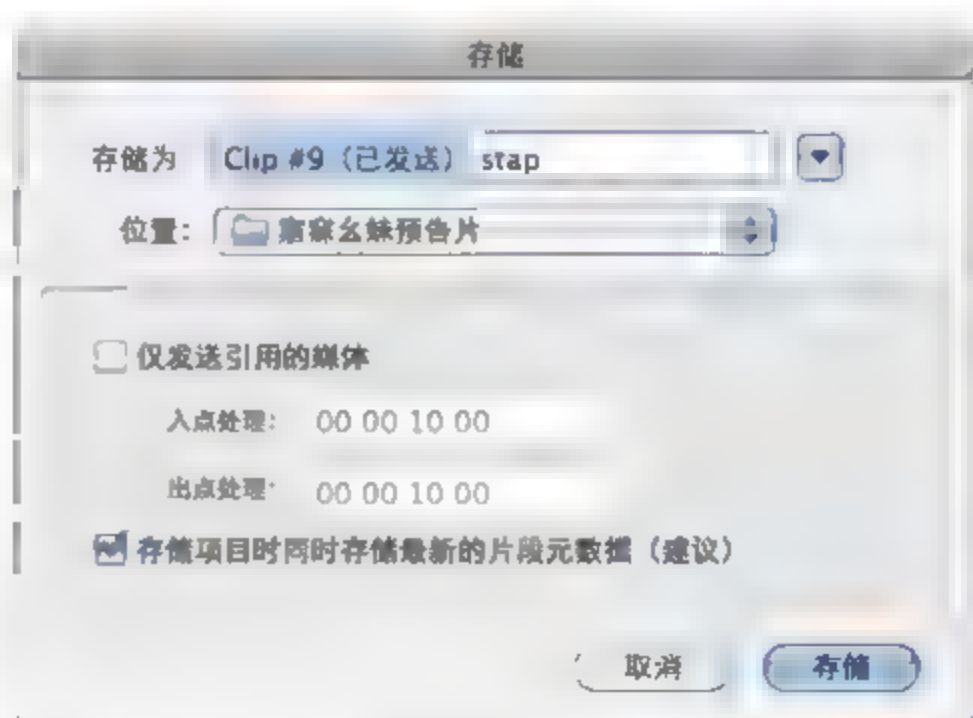 存储
存储为 Clip #9（已发送） stap
位置： 幺妹预告片
仅发送引用的媒体
入点处理： 00 00 10 00
出点处理： 00 00 10 00
存储项目时同时存储最新的片段元数据（建议）
取消 存储